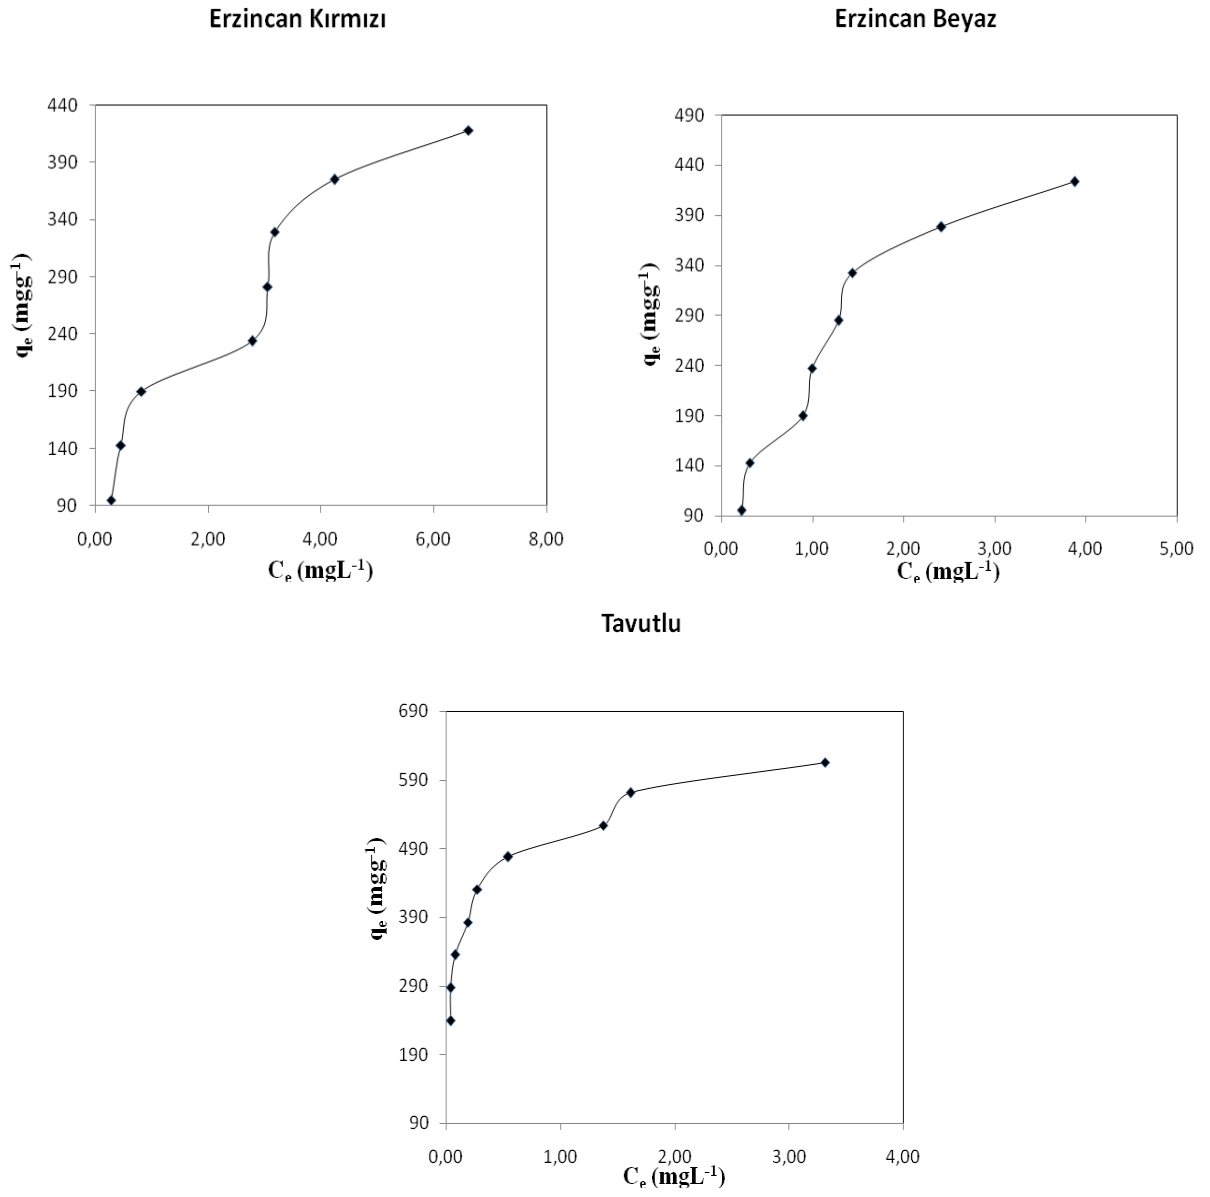 Erzincan Kırmızı
440
390
340
290
240
190
140
90
qₑ (mgg⁻¹)
0,00 2,00 4,00 6,00 8,00
Cₑ (mgL⁻¹)
Erzincan Beyaz
490
440
390
340
290
240
190
140
90
qₑ (mgg⁻¹)
0,00 1,00 2,00 3,00 4,00 5,00
Cₑ (mgL⁻¹)
Tavutlu
690
590
490
390
290
190
90
qₑ (mgg⁻¹)
0,00 1,00 2,00 3,00 4,00
Cₑ (mgL⁻¹)